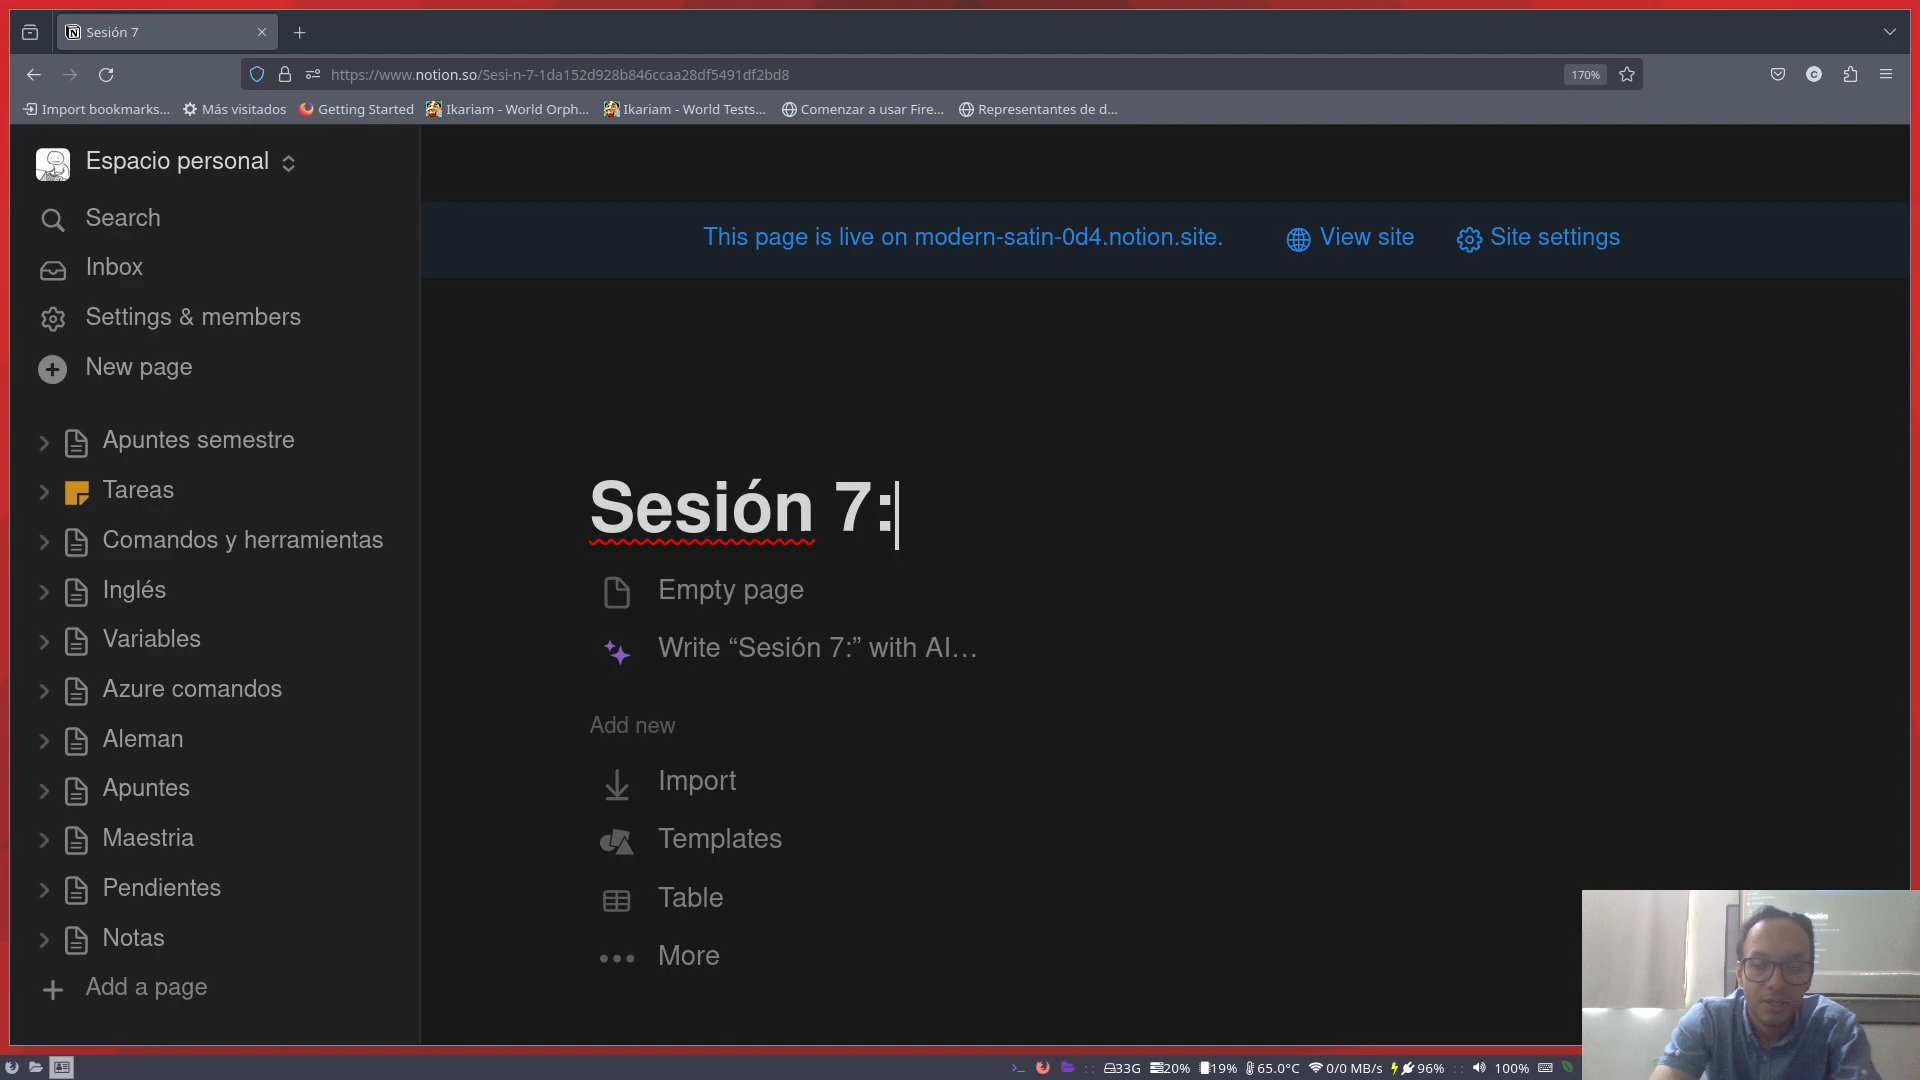 Sesión 7
https://www.notion.so/Sesi-n-7-1da152d928b846ccaa28df5491df2bd8
170%
C
Import bookmarks...
Más visitados
Getting Started
Ikariam - World Orph...
Ikariam - World Tests...
Comenzar a usar Fire...
Representantes de d...
Espacio personal
Search
Inbox
Settings & members
New page
Apuntes semestre
Tareas
Comandos y herramientas
Inglés
Variables
Azure comandos
Aleman
Apuntes
Maestria
Pendientes
Notas
Add a page
This page is live on modern-satin-0d4.notion.site.
View site
Site settings
Sesión 7:
Empty page
Write “Sesión 7:” with AI…
Add new
Import
Templates
Table
More
33G 20% 19% 65.0°C 0/0 MB/s 96% 100%